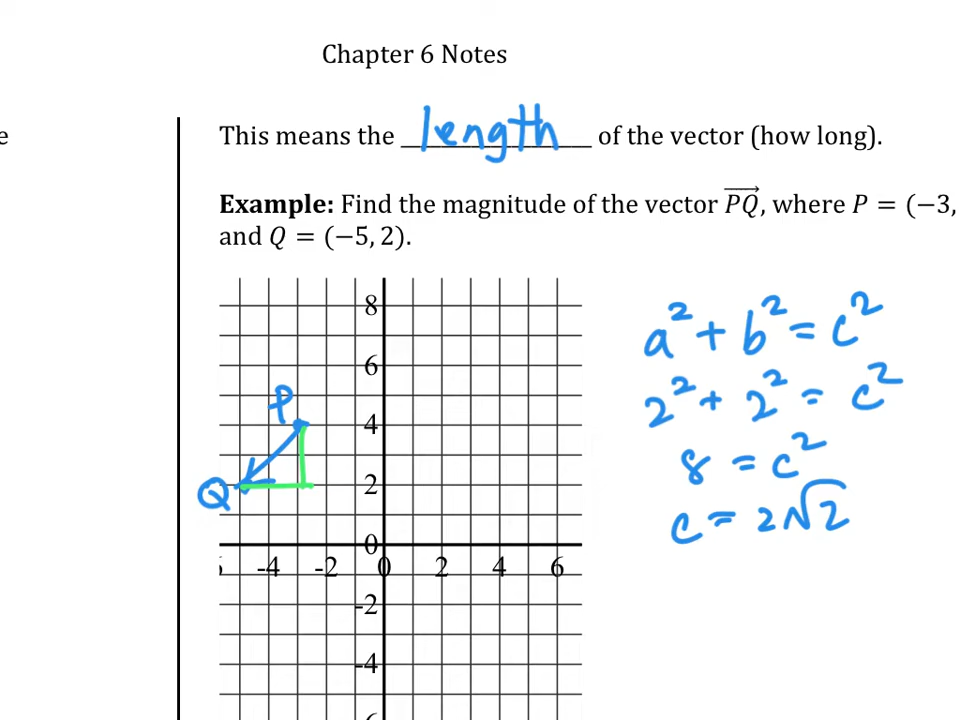 Chapter 6 Notes
e
This means the length of the vector (how long).
Example: Find the magnitude of the vector PQ, where P = (−3,
and Q = (−5, 2).
a² + b² = c²
2² + 2² = c²
8 = c²
c = 2√2
8
6
P
4
Q
2
0
-4 -2 0 2 4 6
-2
-4